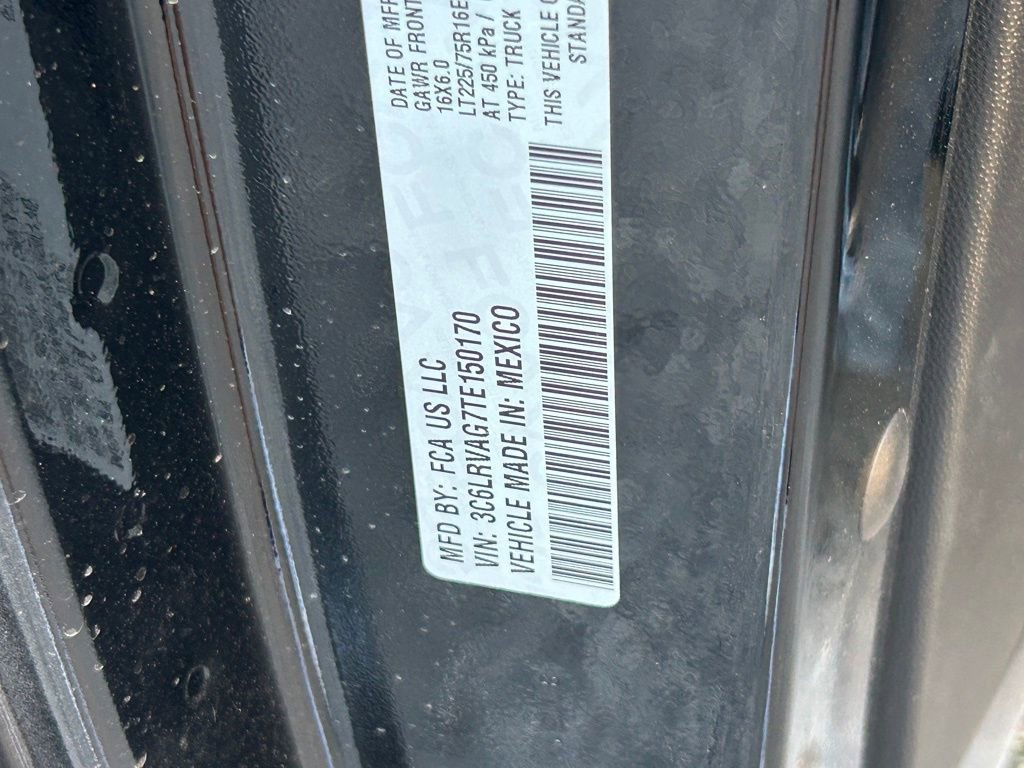 MFD BY: FCA US LLC
VIN: 3C6LRVAG7TE150170
VEHICLE MADE IN: MEXICO
DATE OF MFR
GAWR FRONT
16X6.0
LT225/75R16E
AT 450 kPa /
TYPE: TRUCK
THIS VEHICLE
STANDA